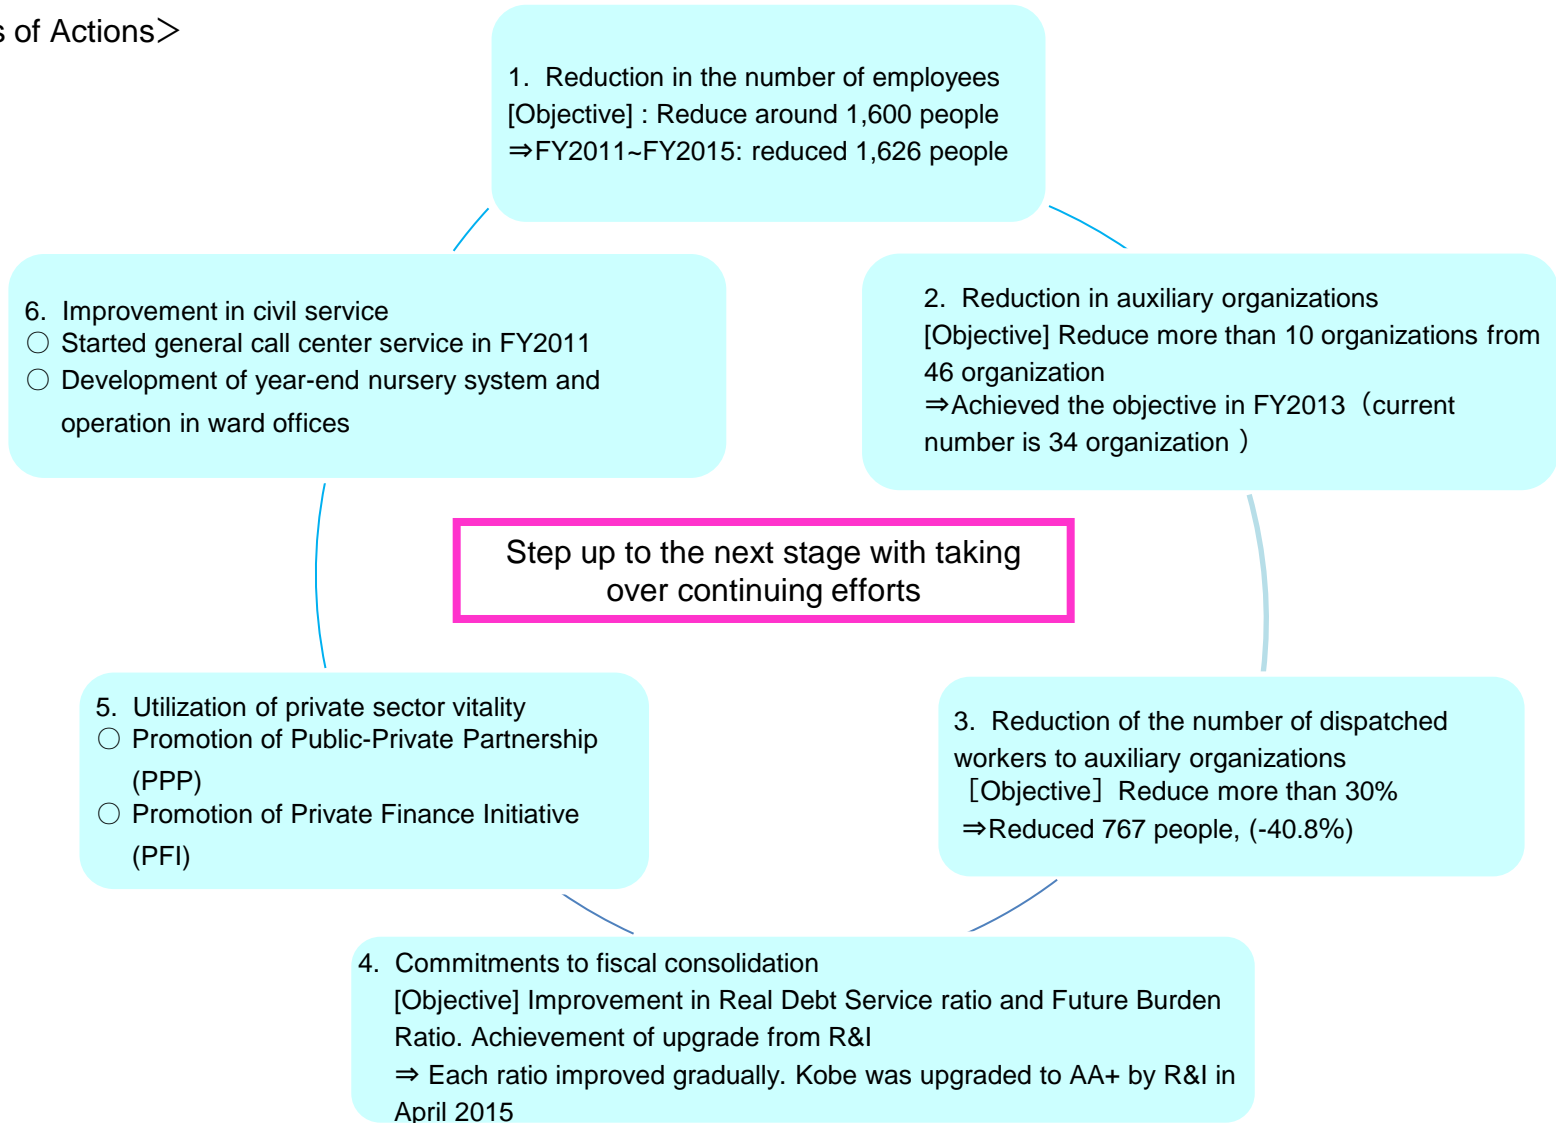 s of Actions＞
1. Reduction in the number of employees
[Objective] : Reduce around 1,600 people
⇒FY2011~FY2015: reduced 1,626 people
2. Reduction in auxiliary organizations
[Objective] Reduce more than 10 organizations from
46 organization
⇒Achieved the objective in FY2013（current
number is 34 organization ）
3. Reduction of the number of dispatched
workers to auxiliary organizations
［Objective］Reduce more than 30%
⇒Reduced 767 people, (-40.8%)
4. Commitments to fiscal consolidation
[Objective] Improvement in Real Debt Service ratio and Future Burden
Ratio. Achievement of upgrade from R&I
⇒ Each ratio improved gradually. Kobe was upgraded to AA+ by R&I in
April 2015
5. Utilization of private sector vitality
○ Promotion of Public-Private Partnership
(PPP)
○ Promotion of Private Finance Initiative
(PFI)
6. Improvement in civil service
○ Started general call center service in FY2011
○ Development of year-end nursery system and
operation in ward offices
Step up to the next stage with taking
over continuing efforts